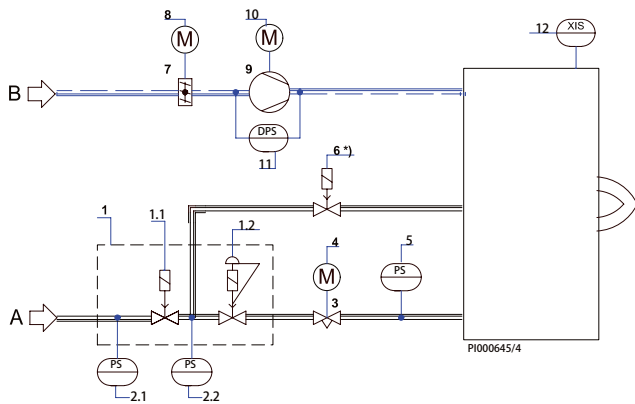 8
M
10
M
12
XIS
7
9
B
DPS
11
6 *)
1
1.1
1.2
4
M
5
PS
3
A
PI000645/4
PS
2.1
PS
2.2